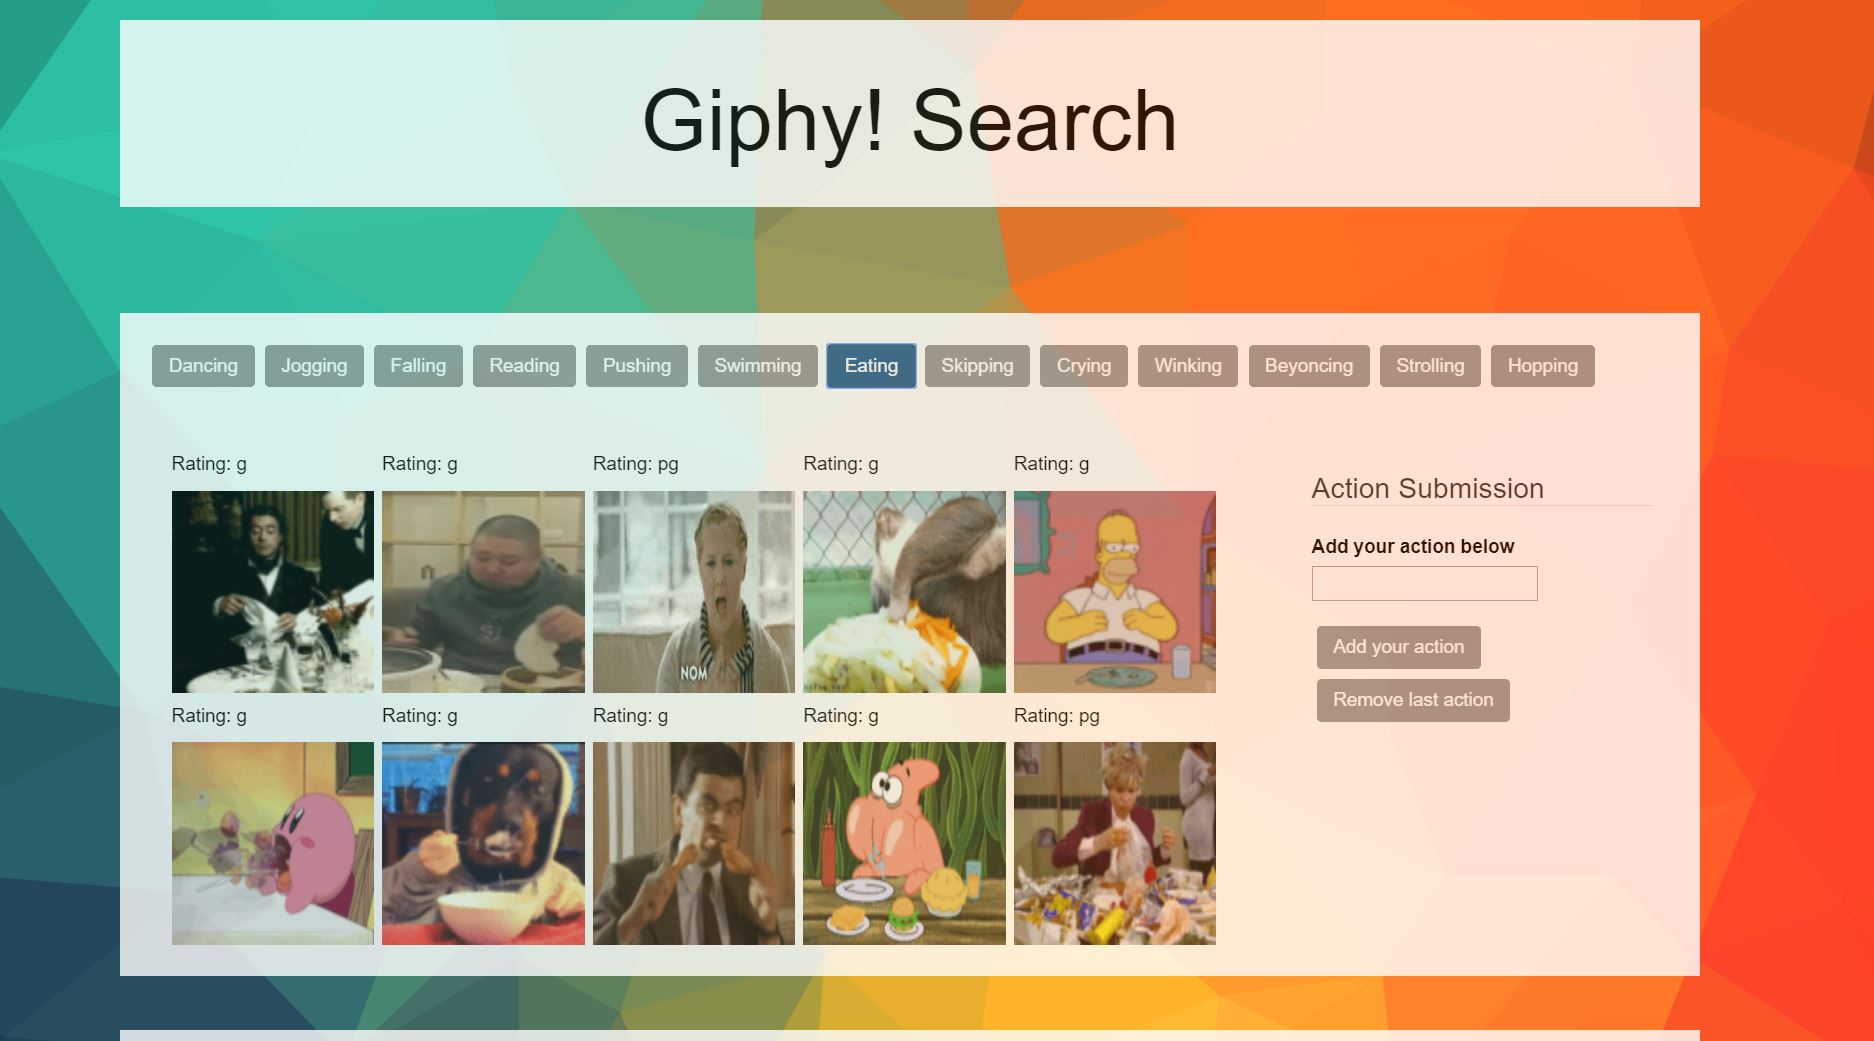 Giphy! Search
Dancing Jogging Falling Reading Pushing Swimming Eating Skipping Crying Winking Beyoncing Strolling Hopping
Rating: g Rating: g Rating: pg Rating: g Rating: g
NOM
Rating: g Rating: g Rating: g Rating: g Rating: pg
Action Submission
Add your action below
Add your action
Remove last action